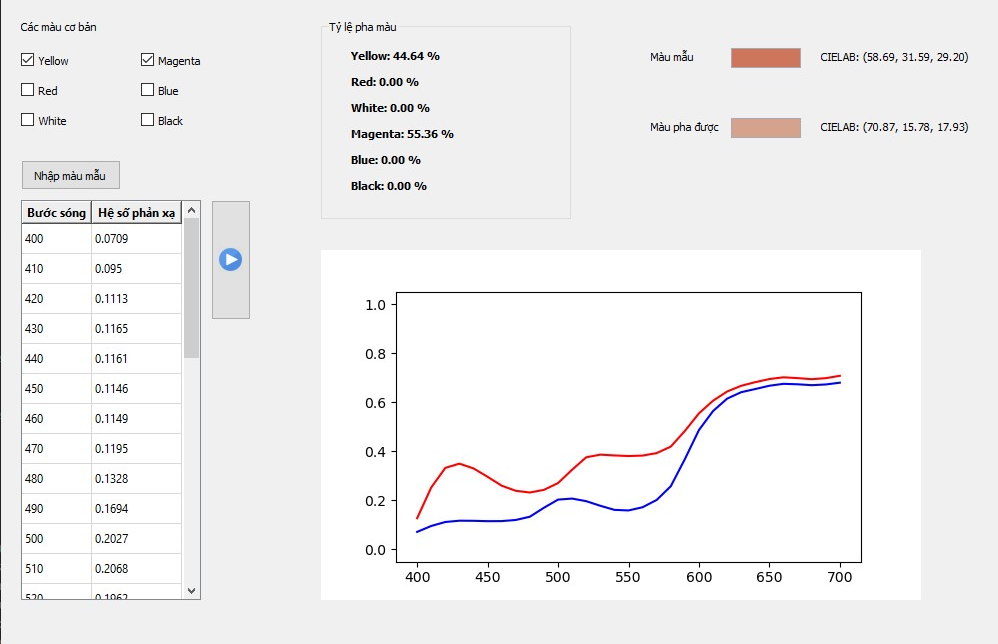 Các màu cơ bản
Yellow
Magenta
Red
Blue
White
Black
Nhập màu mẫu
Bước sóng Hệ số phản xạ
400 0.0709
410 0.095
420 0.1113
430 0.1165
440 0.1161
450 0.1146
460 0.1149
470 0.1195
480 0.1328
490 0.1694
500 0.2027
510 0.2068
520 0.1962
Tỷ lệ pha màu
Yellow: 44.64 %
Red: 0.00 %
White: 0.00 %
Magenta: 55.36 %
Blue: 0.00 %
Black: 0.00 %
Màu mẫu CIELAB: (58.69, 31.59, 29.20)
Màu pha được CIELAB: (70.87, 15.78, 17.93)
1.0
0.8
0.6
0.4
0.2
0.0
400 450 500 550 600 650 700